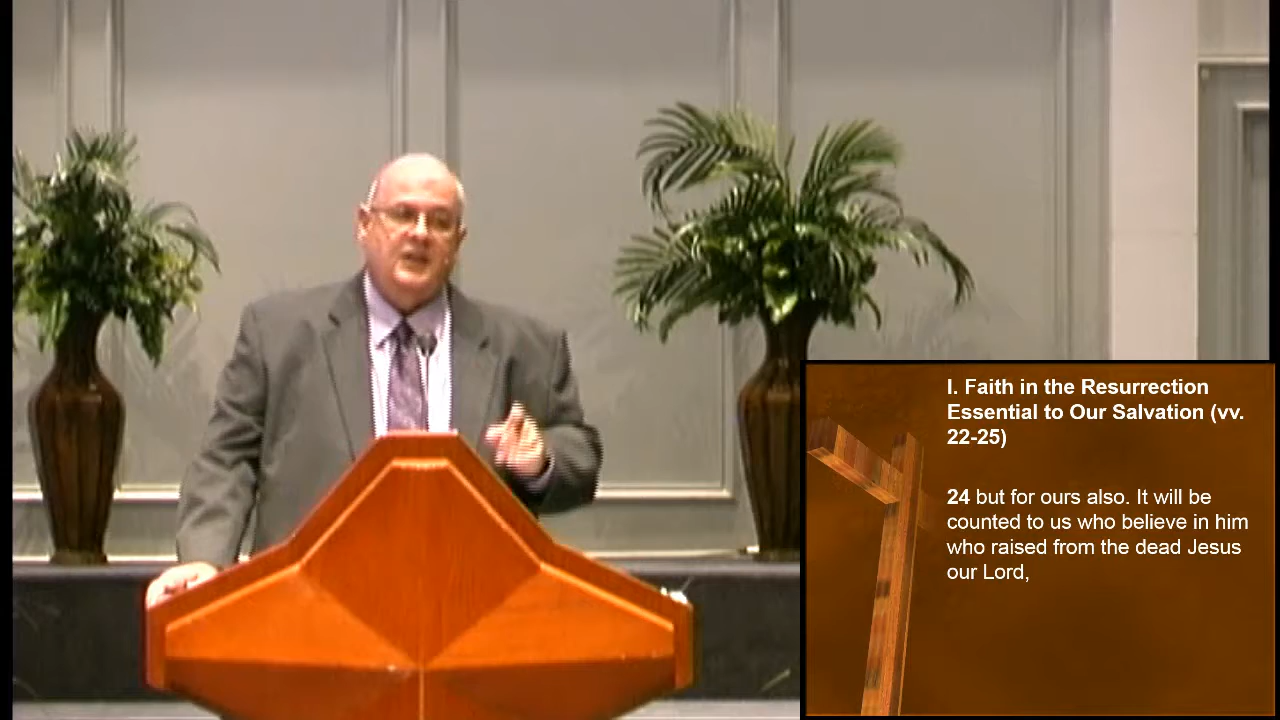 I. Faith in the Resurrection
Essential to Our Salvation (vv.
22-25)
24 but for ours also. It will be
counted to us who believe in him
who raised from the dead Jesus
our Lord,